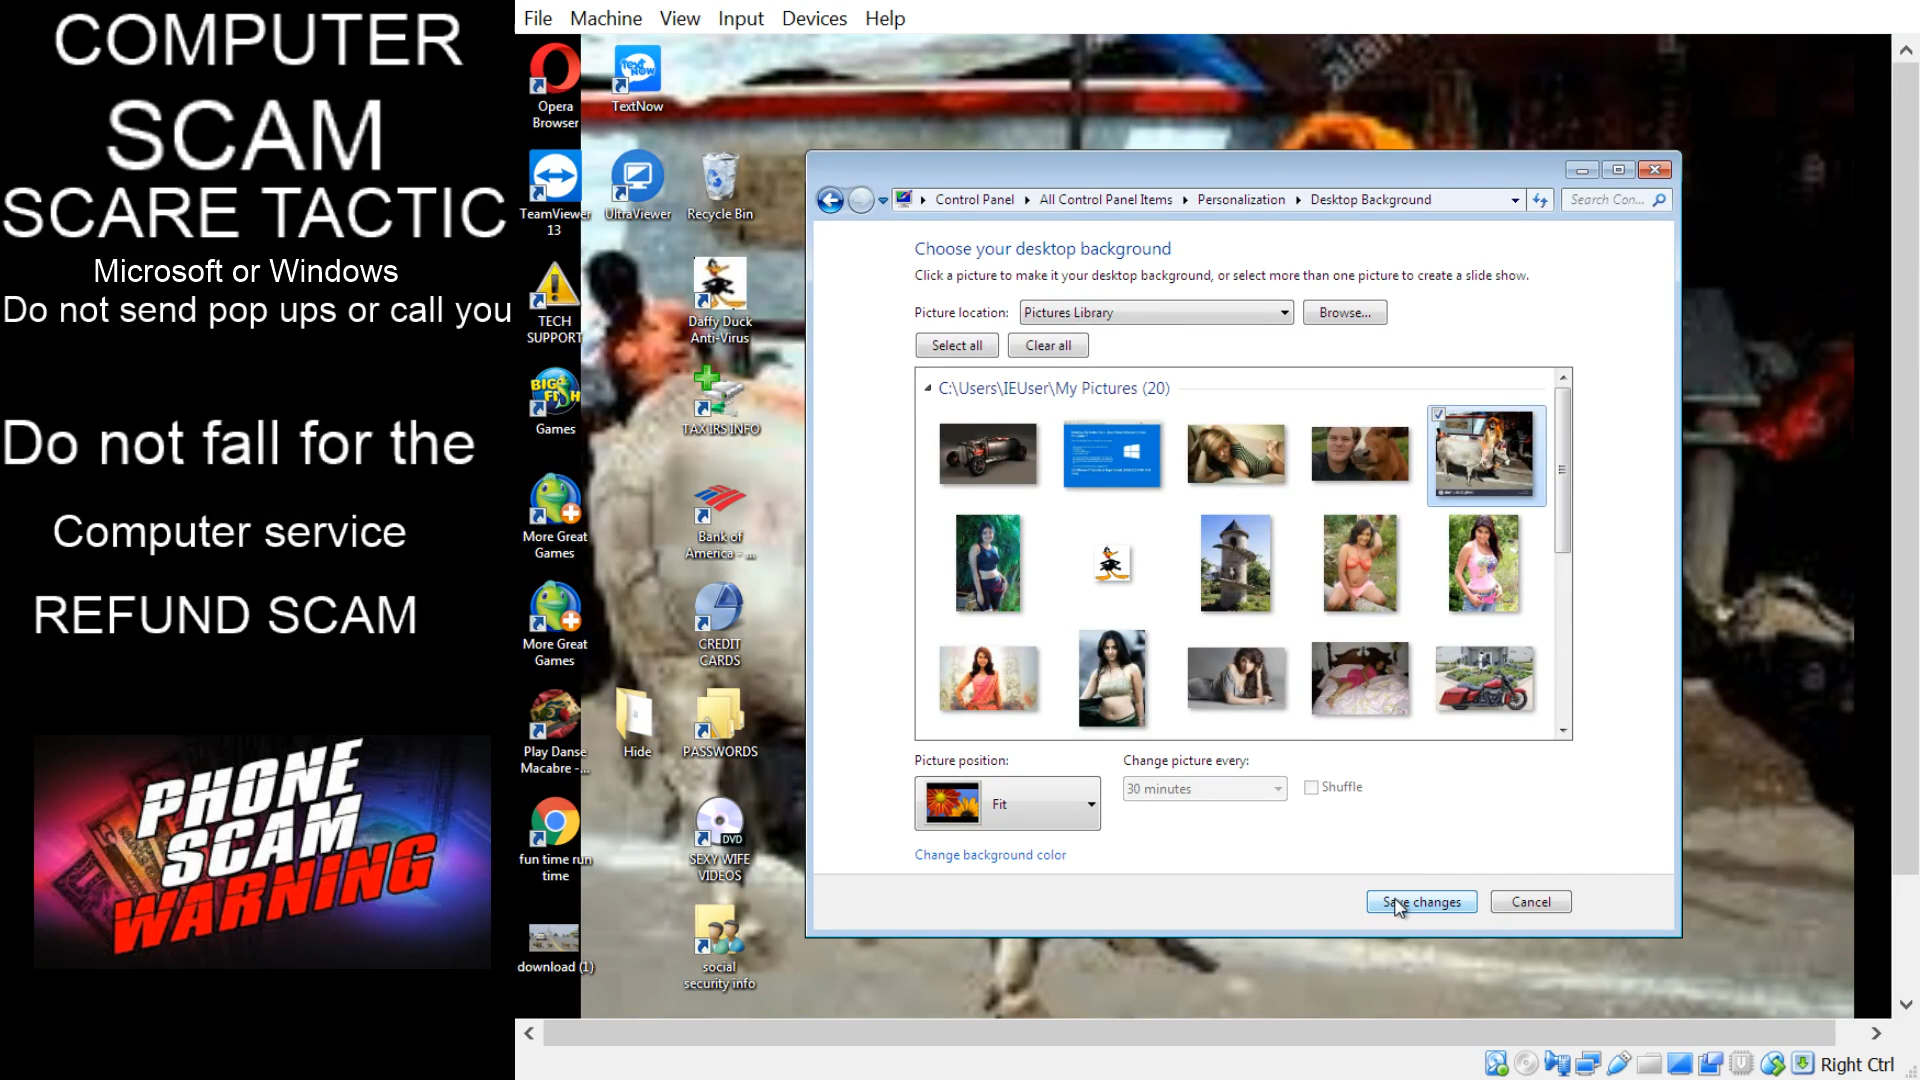 COMPUTER
SCAM
SCARE TACTIC
Microsoft or Windows
Do not send pop ups or call you
Do not fall for the
Computer service
REFUND SCAM
PHONE
SCAM
WARNING
File Machine View Input Devices Help
Opera
Browser
TextNow
text
now
TeamViewer
13
UltraViewer
Recycle Bin
TECH
SUPPORT
Daffy Duck
Anti-Virus
BIG
FISH
Games
TAX IRS INFO
More Great
Games
Bank of
America - ...
More Great
Games
CREDIT
CARDS
Play Danse
Macabre -...
Hide
PASSWORDS
fun time run
time
DVD
SEXY WIFE
VIDEOS
download (1)
social
security info
alam
Control Panel All Control Panel Items Personalization Desktop Background
Search Con...
Choose your desktop background
Click a picture to make it your desktop background, or select more than one picture to create a slide show.
Picture location: Pictures Library Browse...
Select all Clear all
C:\Users\IEUser\My Pictures (20)
Picture position:
Fit
Change picture every:
30 minutes Shuffle
Change background color
Save changes Cancel
Right Ctrl